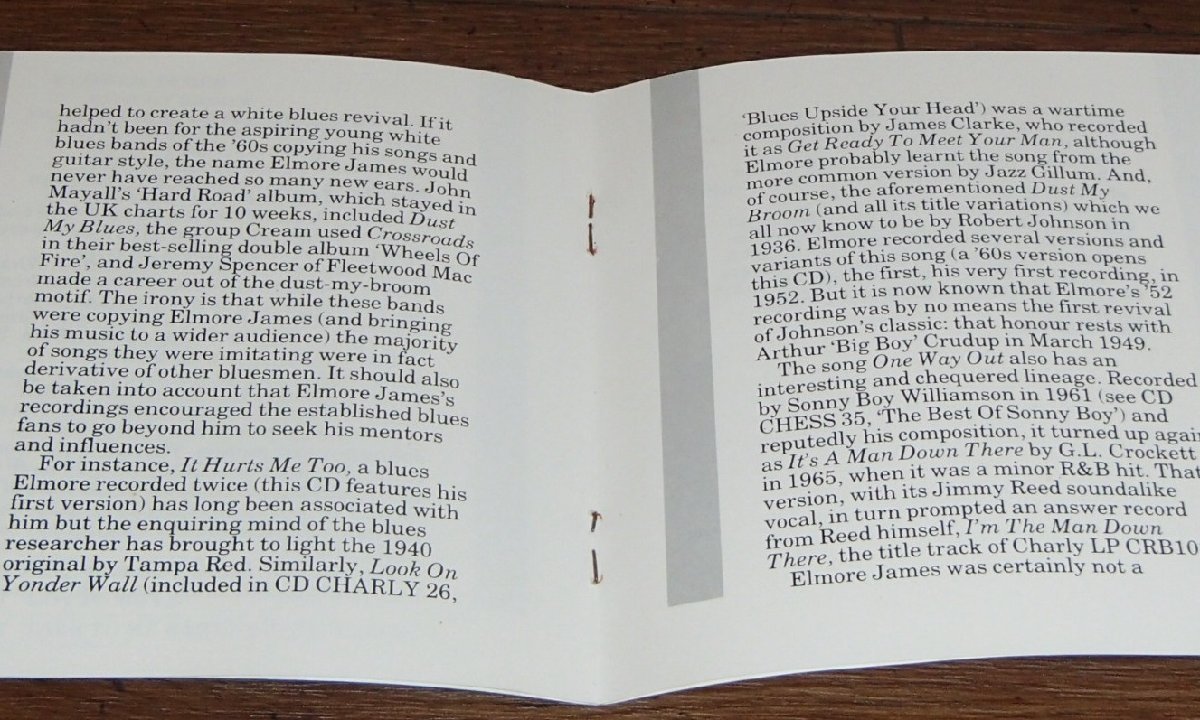 helped to create a white blues revival. If it
hadn't been for the aspiring young white
blues bands of the '60s copying his songs and
guitar style, the name Elmore James would
never have reached so many new ears. John
Mayall's 'Hard Road' album, which stayed in
the UK charts for 10 weeks, included Dust
My Blues, the group Cream used Crossroads
in their best-selling double album 'Wheels Of
Fire', and Jeremy Spencer of Fleetwood Mac
made a career out of the dust-my-broom
motif. The irony is that while these bands
were copying Elmore James (and bringing
his music to a wider audience) the majority
of songs they were imitating were in fact
derivative of other bluesmen. It should also
be taken into account that Elmore James's
recordings encouraged the established blues
fans to go beyond him to seek his mentors
and influences.
For instance, It Hurts Me Too, a blues
Elmore recorded twice (this CD features his
first version) has long been associated with
him but the enquiring mind of the blues
researcher has brought to light the 1940
original by Tampa Red. Similarly, Look On
Yonder Wall (included in CD CHARLY 26,
'Blues Upside Your Head') was a wartime
composition by James Clarke, who recorded
it as Get Ready To Meet Your Man, although
Elmore probably learnt the song from the
more common version by Jazz Gillum. And,
of course, the aforementioned Dust My
Broom (and all its title variations) which we
all now know to be by Robert Johnson in
1936. Elmore recorded several versions and
variants of this song (a '60s version opens
this CD), the first, his very first recording, in
1952. But it is now known that Elmore's '52
recording was by no means the first revival
of Johnson's classic: that honour rests with
Arthur 'Big Boy' Crudup in March 1949.
The song One Way Out also has an
interesting and chequered lineage. Recorded
by Sonny Boy Williamson in 1961 (see CD
CHESS 35, 'The Best Of Sonny Boy') and
reputedly his composition, it turned up again
as It's A Man Down There by G.L. Crockett
in 1965, when it was a minor R&B hit. That
version, with its Jimmy Reed soundalike
vocal, in turn prompted an answer record
from Reed himself, I'm The Man Down
There, the title track of Charly LP CRB10
Elmore James was certainly not a